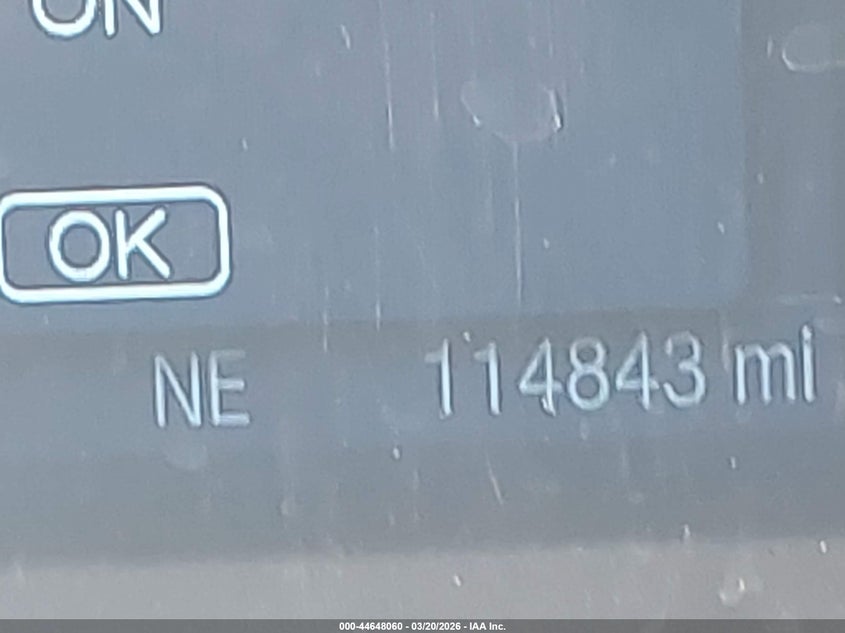 ON
OK
NE 114843 mi
000-44648060 - 03/20/2026 - IAA Inc.